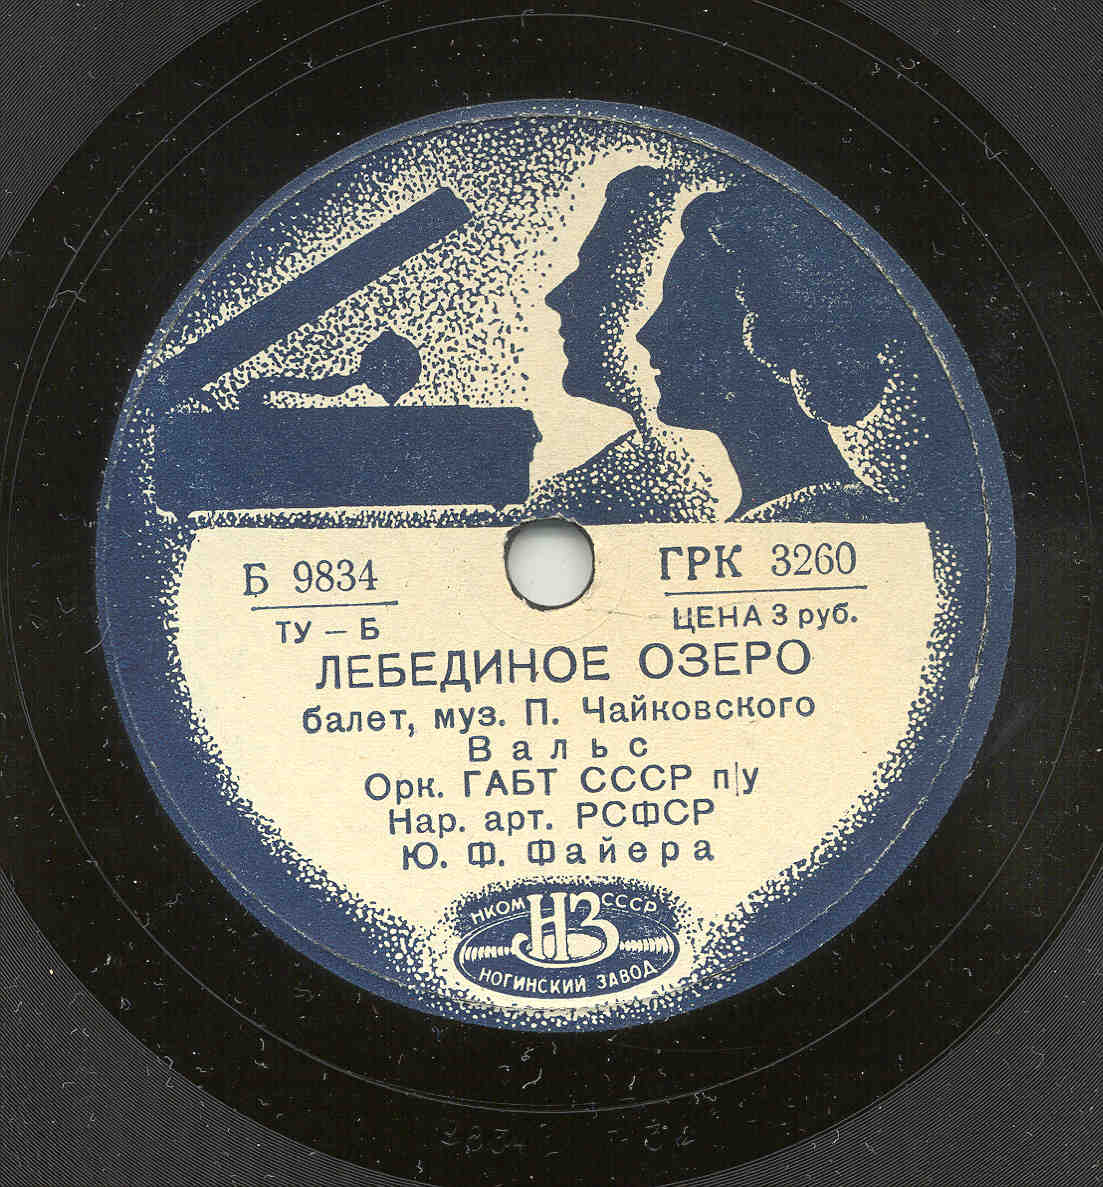 Б 9834
ГРК 3260
ТУ – Б
ЦЕНА 3 руб.
ЛЕБЕДИНОЕ ОЗЕРО
балет, муз. П. Чайковского
Вальс
Орк. ГАБТ СССР п/у
Нар. арт. РСФСР
Ю. Ф. Файера
НКОМ НЗ СССР
НОГИНСКИЙ ЗАВОД